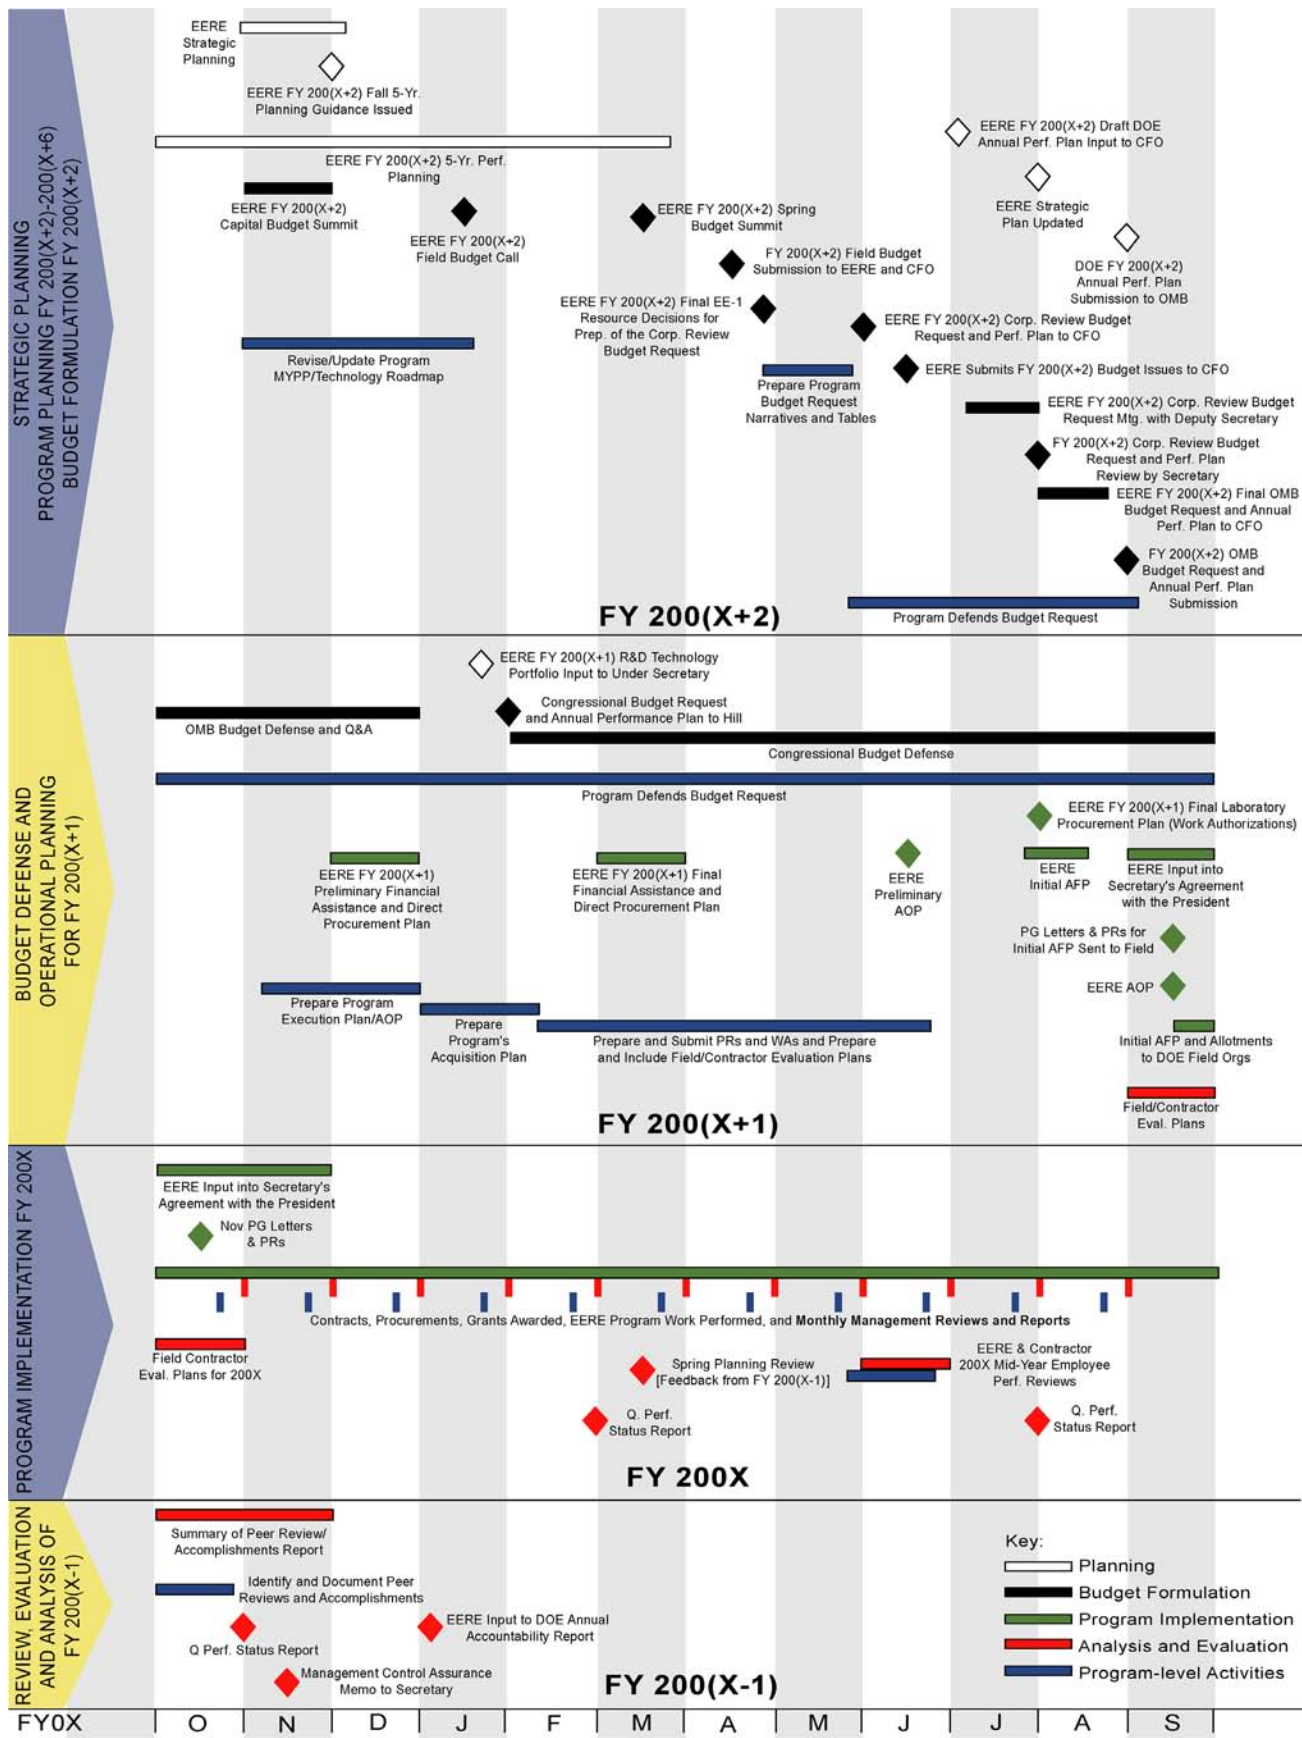 STRATEGIC PLANNING
PROGRAM PLANNING FY 200(X+2)-200(X+6)
BUDGET FORMULATION FY 200(X+2)
EERE
Strategic
Planning
EERE FY 200(X+2) Fall 5-Yr.
Planning Guidance Issued
EERE FY 200(X+2) 5-Yr. Perf.
Planning
EERE FY 200(X+2) Draft DOE
Annual Perf. Plan Input to CFO
EERE Strategic
Plan Updated
EERE FY 200(X+2)
Capital Budget Summit
EERE FY 200(X+2)
Field Budget Call
EERE FY 200(X+2) Spring
Budget Summit
FY 200(X+2) Field Budget
Submission to EERE and CFO
DOE FY 200(X+2)
Annual Perf. Plan
Submission to OMB
EERE FY 200(X+2) Final EE-1
Resource Decisions for
Prep. of the Corp. Review
Budget Request
EERE FY 200(X+2) Corp. Review Budget
Request and Perf. Plan to CFO
Revise/Update Program
MYPP/Technology Roadmap
EERE Submits FY 200(X+2) Budget Issues to CFO
Prepare Program
Budget Request
Narratives and Tables
EERE FY 200(X+2) Corp. Review Budget
Request Mtg. with Deputy Secretary
FY 200(X+2) Corp. Review Budget
Request and Perf. Plan
Review by Secretary
EERE FY 200(X+2) Final OMB
Budget Request and Annual
Perf. Plan to CFO
FY 200(X+2) OMB
Budget Request and
Annual Perf. Plan
Submission
Program Defends Budget Request
FY 200(X+2)
BUDGET DEFENSE AND
OPERATIONAL PLANNING
FOR FY 200(X+1)
EERE FY 200(X+1) R&D Technology
Portfolio Input to Under Secretary
Congressional Budget Request
and Annual Performance Plan to Hill
OMB Budget Defense and Q&A
Congressional Budget Defense
Program Defends Budget Request
EERE FY 200(X+1) Final Laboratory
Procurement Plan (Work Authorizations)
EERE FY 200(X+1)
Preliminary Financial
Assistance and Direct
Procurement Plan
EERE FY 200(X+1) Final
Financial Assistance and
Direct Procurement Plan
EERE
Preliminary
AOP
EERE
Initial AFP
EERE Input into
Secretary's Agreement
with the President
PG Letters & PRs for
Initial AFP Sent to Field
EERE AOP
Prepare Program
Execution Plan/AOP
Prepare
Program's
Acquisition Plan
Prepare and Submit PRs and WAs and Prepare
and Include Field/Contractor Evaluation Plans
Initial AFP and Allotments
to DOE Field Orgs
Field/Contractor
Eval. Plans
FY 200(X+1)
PROGRAM IMPLEMENTATION FY 200X
EERE Input into Secretary's
Agreement with the President
Nov PG Letters
& PRs
Contracts, Procurements, Grants Awarded, EERE Program Work Performed, and Monthly Management Reviews and Reports
Field Contractor
Eval. Plans for 200X
Spring Planning Review
[Feedback from FY 200(X-1)]
EERE & Contractor
200X Mid-Year Employee
Perf. Reviews
Q. Perf.
Status Report
Q. Perf.
Status Report
FY 200X
REVIEW, EVALUATION
AND ANALYSIS OF
FY 200(X-1)
Summary of Peer Review/
Accomplishments Report
Identify and Document Peer
Reviews and Accomplishments
Q Perf. Status Report
EERE Input to DOE Annual
Accountability Report
Management Control Assurance
Memo to Secretary
FY 200(X-1)
Key:
Planning
Budget Formulation
Program Implementation
Analysis and Evaluation
Program-level Activities
FY0X O N D J F M A M J J A S